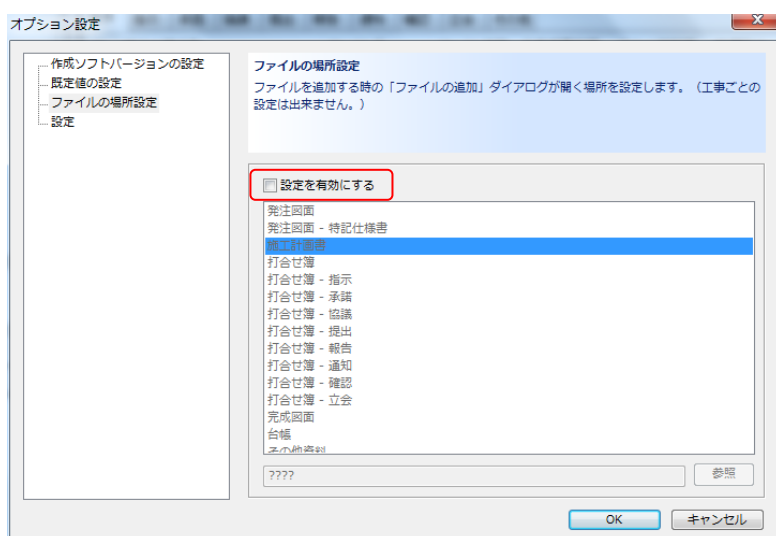 オプション設定
作成ソフトバージョンの設定
既定値の設定
ファイルの場所設定
設定
ファイルの場所設定
ファイルを追加する時の「ファイルの追加」ダイアログが開く場所を設定します。（工事ごとの
設定は出来ません。）
設定を有効にする
発注図面
発注図面 - 特記仕様書
施工計画書
打合せ簿
打合せ簿 - 指示
打合せ簿 - 承諾
打合せ簿 - 協議
打合せ簿 - 提出
打合せ簿 - 報告
打合せ簿 - 通知
打合せ簿 - 確認
打合せ簿 - 立会
完成図面
台帳
その他資料
????
参照
OK
キャンセル